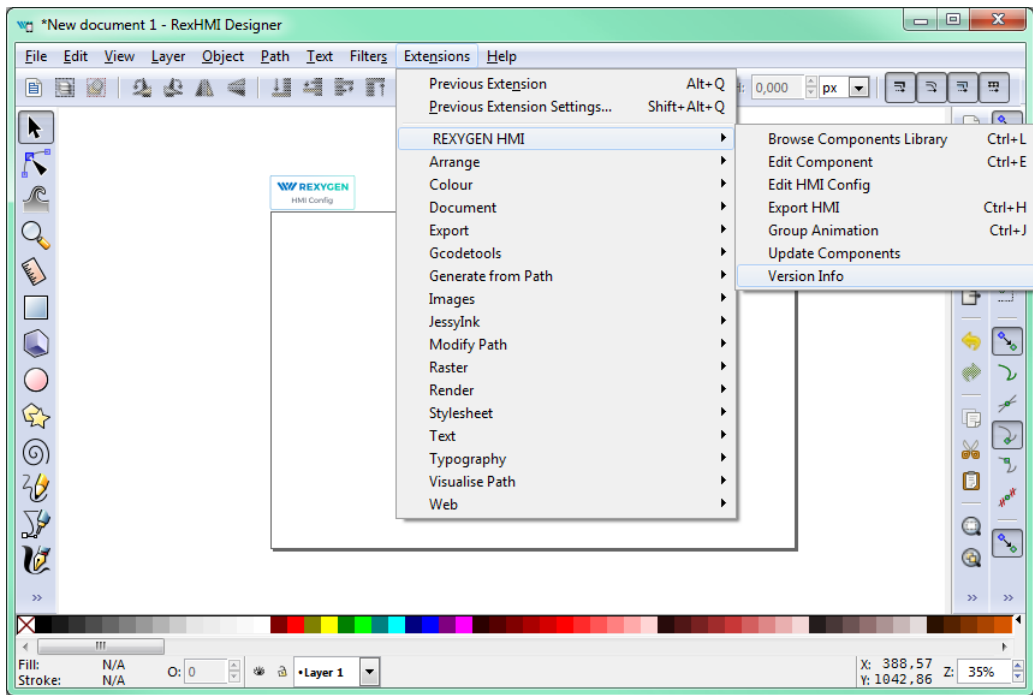 *New document 1 - RexHMI Designer
File Edit View Layer Object Path Text Filters Extensions Help
0,000 px
Previous Extension Alt+Q
Previous Extension Settings... Shift+Alt+Q
REXYGEN HMI
Arrange
Colour
Document
Export
Gcodetools
Generate from Path
Images
JessyInk
Modify Path
Raster
Render
Stylesheet
Text
Typography
Visualise Path
Web
Browse Components Library Ctrl+L
Edit Component Ctrl+E
Edit HMI Config
Export HMI Ctrl+H
Group Animation Ctrl+J
Update Components
Version Info
REXYGEN
HMI Config
Fill: N/A
Stroke: N/A
O: 0
•Layer 1
X: 388,57
Y: 1042,86
Z: 35%